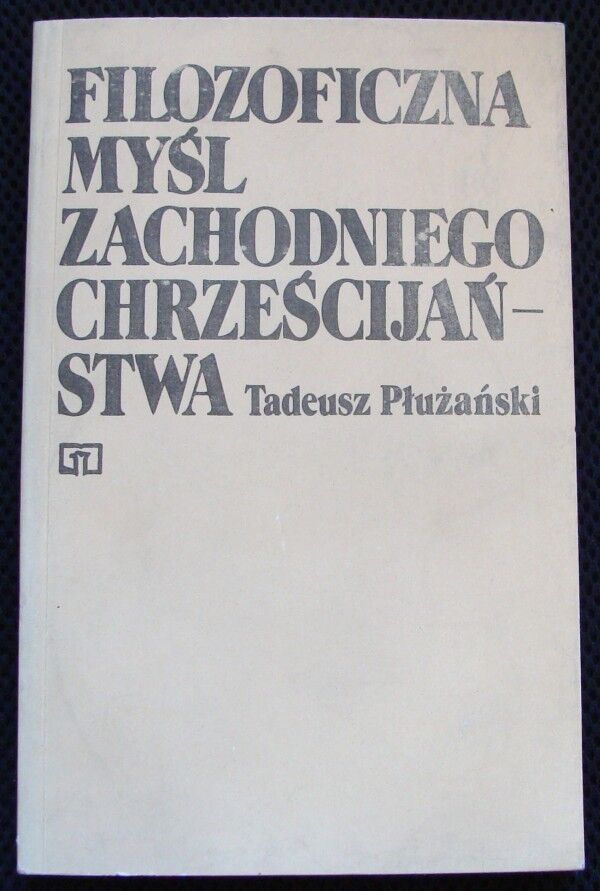 FILOZOFICZNA
MYŚL
ZACHODNIEGO
CHRZEŚCIJAŃ-
STWA Tadeusz Płużański